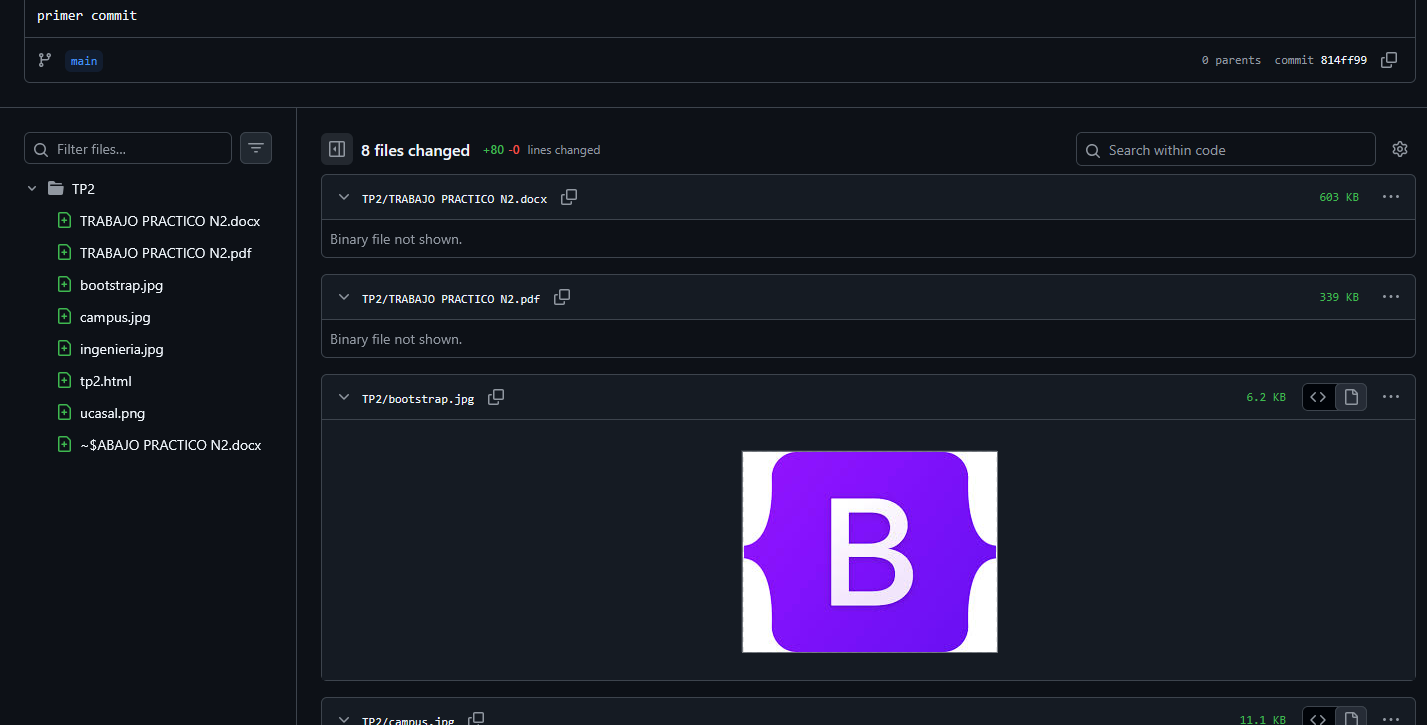 primer commit
main
0 parents commit 814ff99
Filter files...
TP2
TRABAJO PRACTICO N2.docx
TRABAJO PRACTICO N2.pdf
bootstrap.jpg
campus.jpg
ingenieria.jpg
tp2.html
ucasal.png
~$ABAJO PRACTICO N2.docx
8 files changed +80 -0 lines changed
Search within code
TP2/TRABAJO PRACTICO N2.docx
603 KB
Binary file not shown.
TP2/TRABAJO PRACTICO N2.pdf
339 KB
Binary file not shown.
TP2/bootstrap.jpg
6.2 KB
B
TP2/campus.jpg
11.1 KB